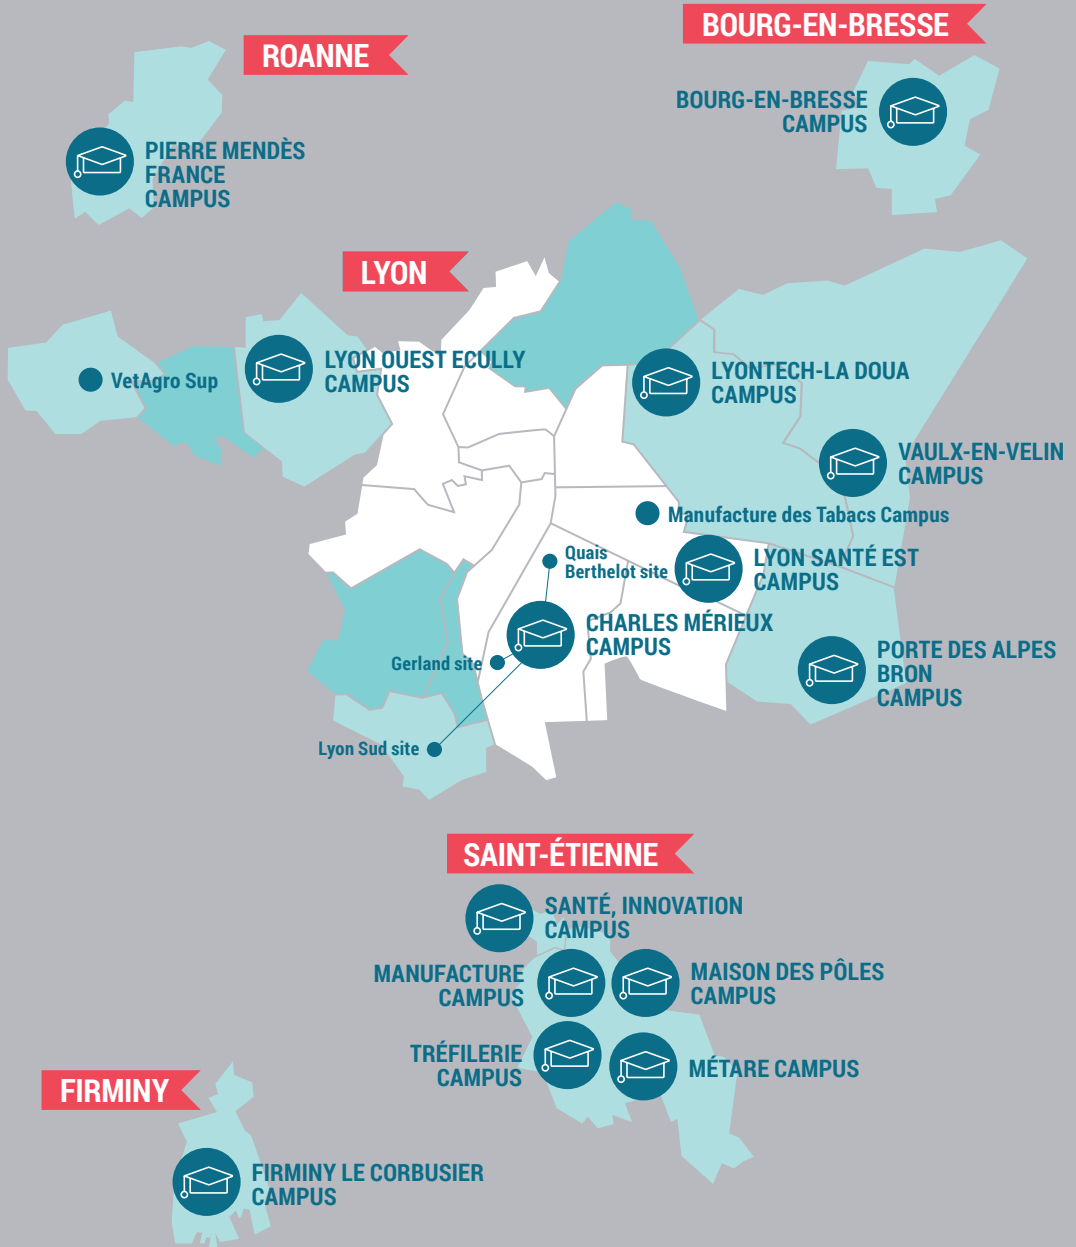 BOURG-EN-BRESSE
ROANNE
BOURG-EN-BRESSE
CAMPUS
PIERRE MENDÈS
FRANCE
CAMPUS
LYON
LYON OUEST ECULLY
CAMPUS
VetAgro Sup
LYONTECH-LA DOUA
CAMPUS
VAULX-EN-VELIN
CAMPUS
Manufacture des Tabacs Campus
Quais
Berthelot site
LYON SANTÉ EST
CAMPUS
CHARLES MÉRIEUX
CAMPUS
Gerland site
PORTE DES ALPES
BRON
CAMPUS
Lyon Sud site
SAINT-ÉTIENNE
SANTÉ, INNOVATION
CAMPUS
MANUFACTURE
CAMPUS
MAISON DES PÔLES
CAMPUS
TRÉFILERIE
CAMPUS
MÉTARE CAMPUS
FIRMINY
FIRMINY LE CORBUSIER
CAMPUS